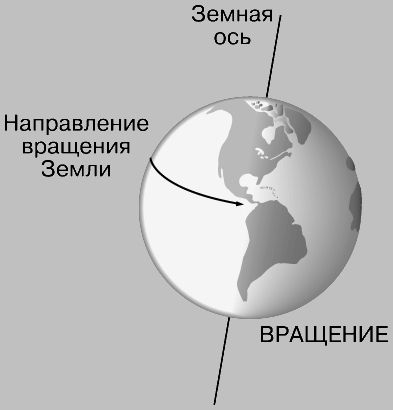 Земная
ось
Направление
вращения
Земли
ВРАЩЕНИЕ